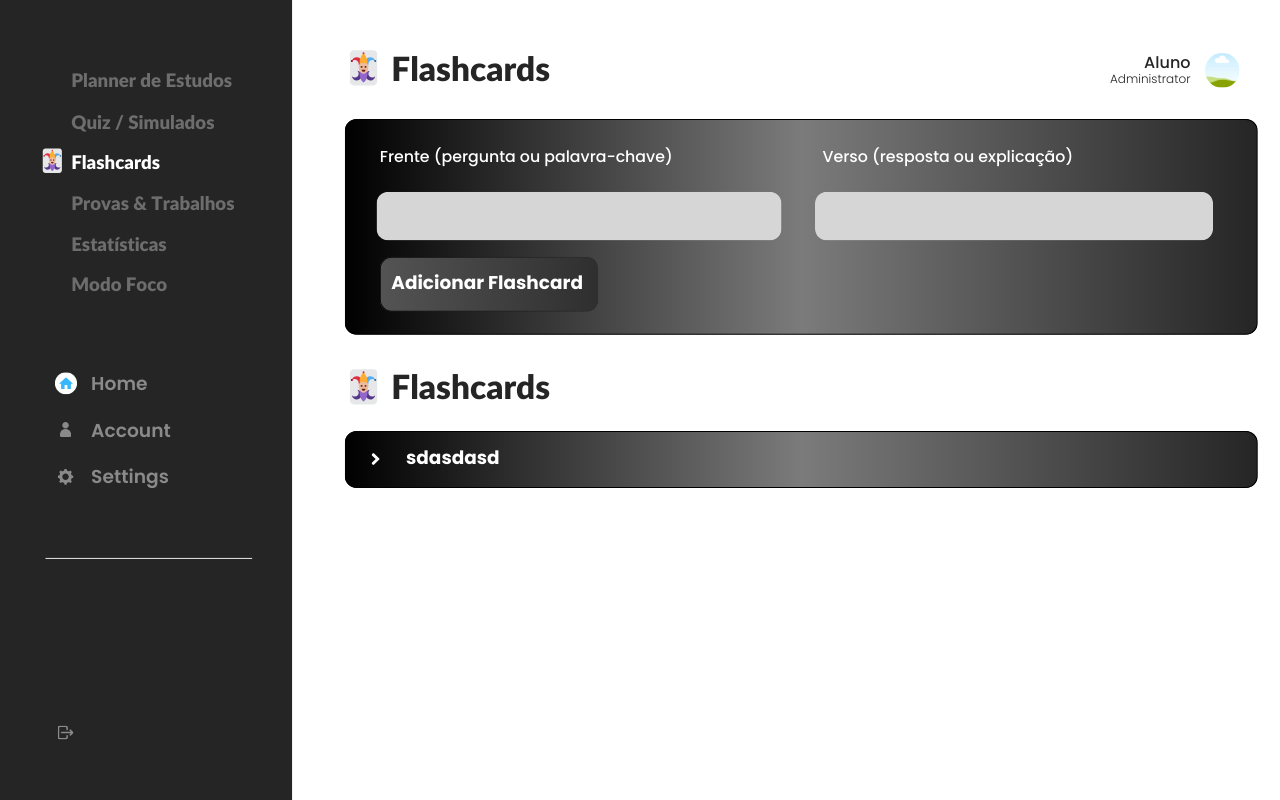 Planner de Estudos
Quiz / Simulados
Flashcards
Provas & Trabalhos
Estatísticas
Modo Foco
Home
Account
Settings
Flashcards
Aluno
Administrator
Frente (pergunta ou palavra-chave)
Verso (resposta ou explicação)
Adicionar Flashcard
Flashcards
sdasdasd